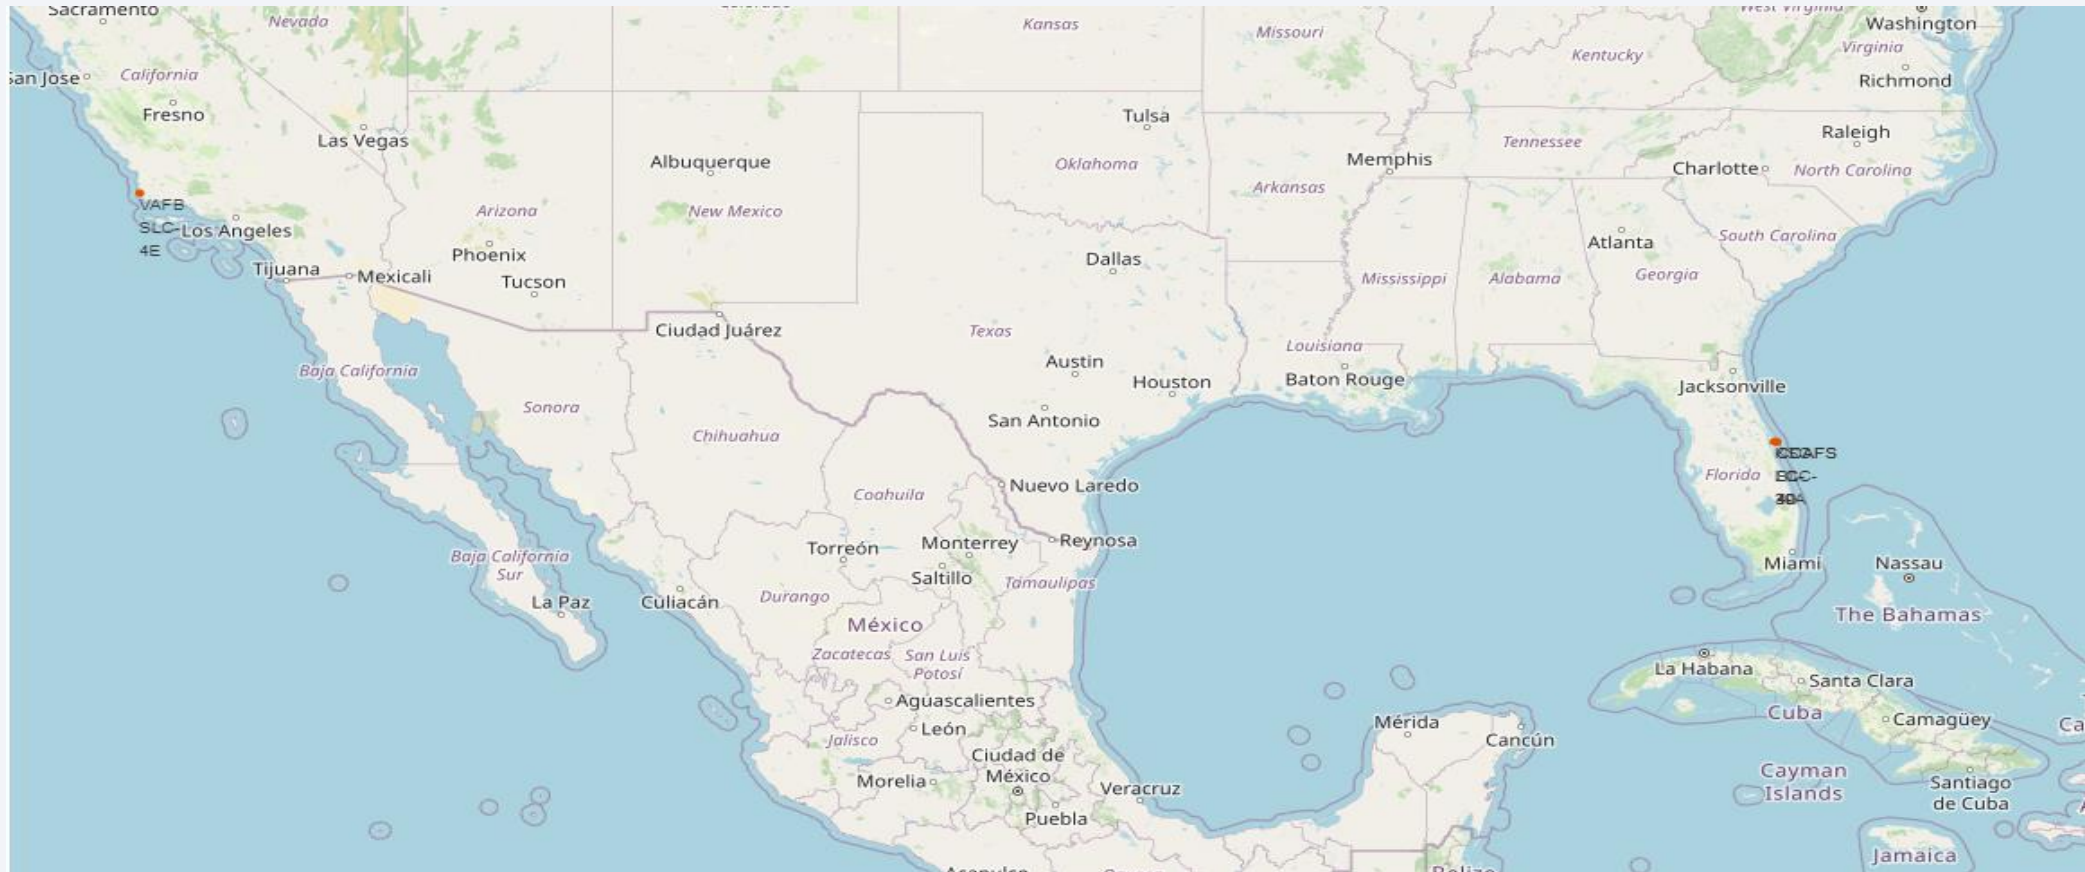 Sacramento
Nevada
Kansas
Missouri
West Virginia
Washington
Virginia
Kentucky
San Jose
California
Richmond
Fresno
Las Vegas
Tulsa
Raleigh
Tennessee
Albuquerque
Oklahoma
Memphis
Charlotte
North Carolina
Arkansas
VAFB
SLC-
4E
Los Angeles
Arizona
New Mexico
Atlanta
South Carolina
Phoenix
Dallas
Tijuana
Mexicali
Tucson
Mississippi
Alabama
Georgia
Ciudad Juárez
Texas
Louisiana
Baja California
Austin
Houston
Baton Rouge
Jacksonville
Sonora
San Antonio
Chihuahua
Florida
Coahuila
Nuevo Laredo
Torreón
Monterrey
Reynosa
Baja California
Sur
Saltillo
Tamaulipas
Miami
Nassau
La Paz
Culiacán
Durango
México
The Bahamas
Zacatecas
San Luis
Potosí
La Habana
Santa Clara
Aguascalientes
Cuba
Camagüey
León
Mérida
Cancún
Jalisco
Ciudad de
México
Morelia
Cayman
Islands
Santiago
de Cuba
Veracruz
Puebla
Jamaica